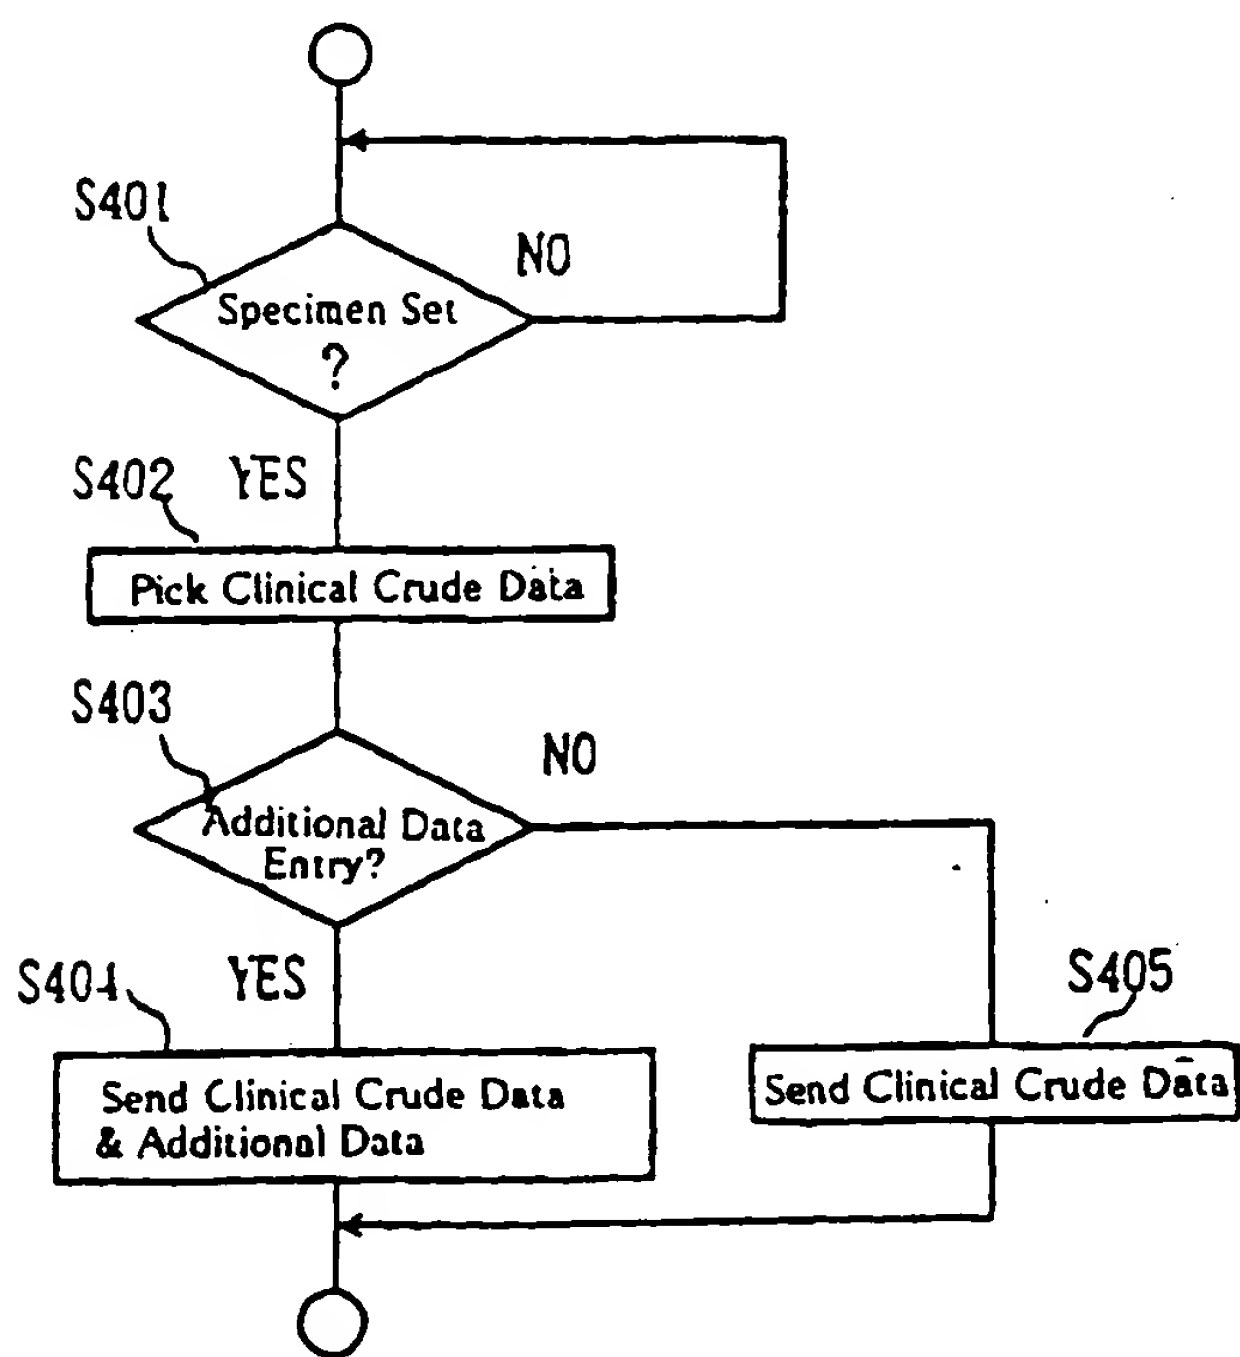 S401
NO
Specimen Set
?
S402
YES
Pick Clinical Crude Data
S403
NO
Additional Data
Entry?
S404
YES
S405
Send Clinical Crude Data
& Additional Data
Send Clinical Crude Data